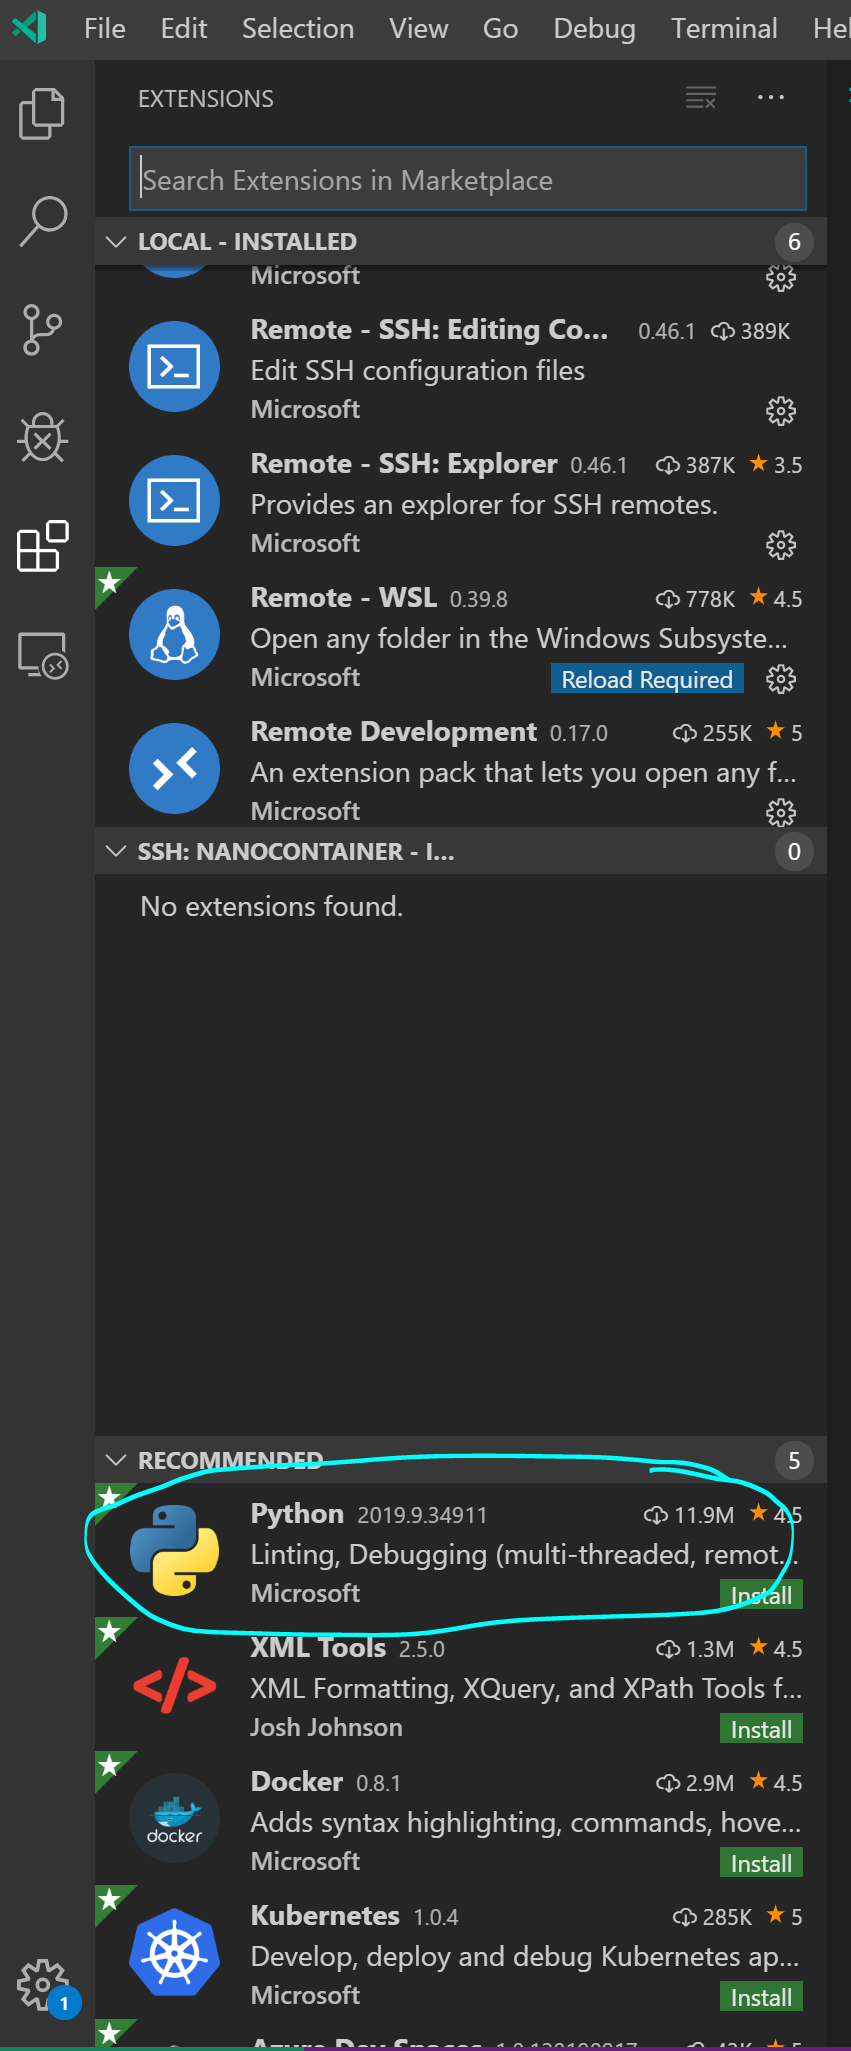 File Edit Selection View Go Debug Terminal Hel
EXTENSIONS
Search Extensions in Marketplace
LOCAL - INSTALLED 6
Microsoft
Remote - SSH: Editing Co... 0.46.1 389K
Edit SSH configuration files
Microsoft
Remote - SSH: Explorer 0.46.1 387K 3.5
Provides an explorer for SSH remotes.
Microsoft
Remote - WSL 0.39.8 778K 4.5
Open any folder in the Windows Subsyste...
Microsoft Reload Required
Remote Development 0.17.0 255K 5
An extension pack that lets you open any f...
Microsoft
SSH: NANOCONTAINER - I... 0
No extensions found.
RECOMMENDED 5
Python 2019.9.34911 11.9M 4.5
Linting, Debugging (multi-threaded, remot...
Microsoft Install
XML Tools 2.5.0 1.3M 4.5
XML Formatting, XQuery, and XPath Tools f...
Josh Johnson Install
docker
Docker 0.8.1 2.9M 4.5
Adds syntax highlighting, commands, hove...
Microsoft Install
Kubernetes 1.0.4 285K 5
Develop, deploy and debug Kubernetes ap...
Microsoft Install
1
Azure Dev Spaces